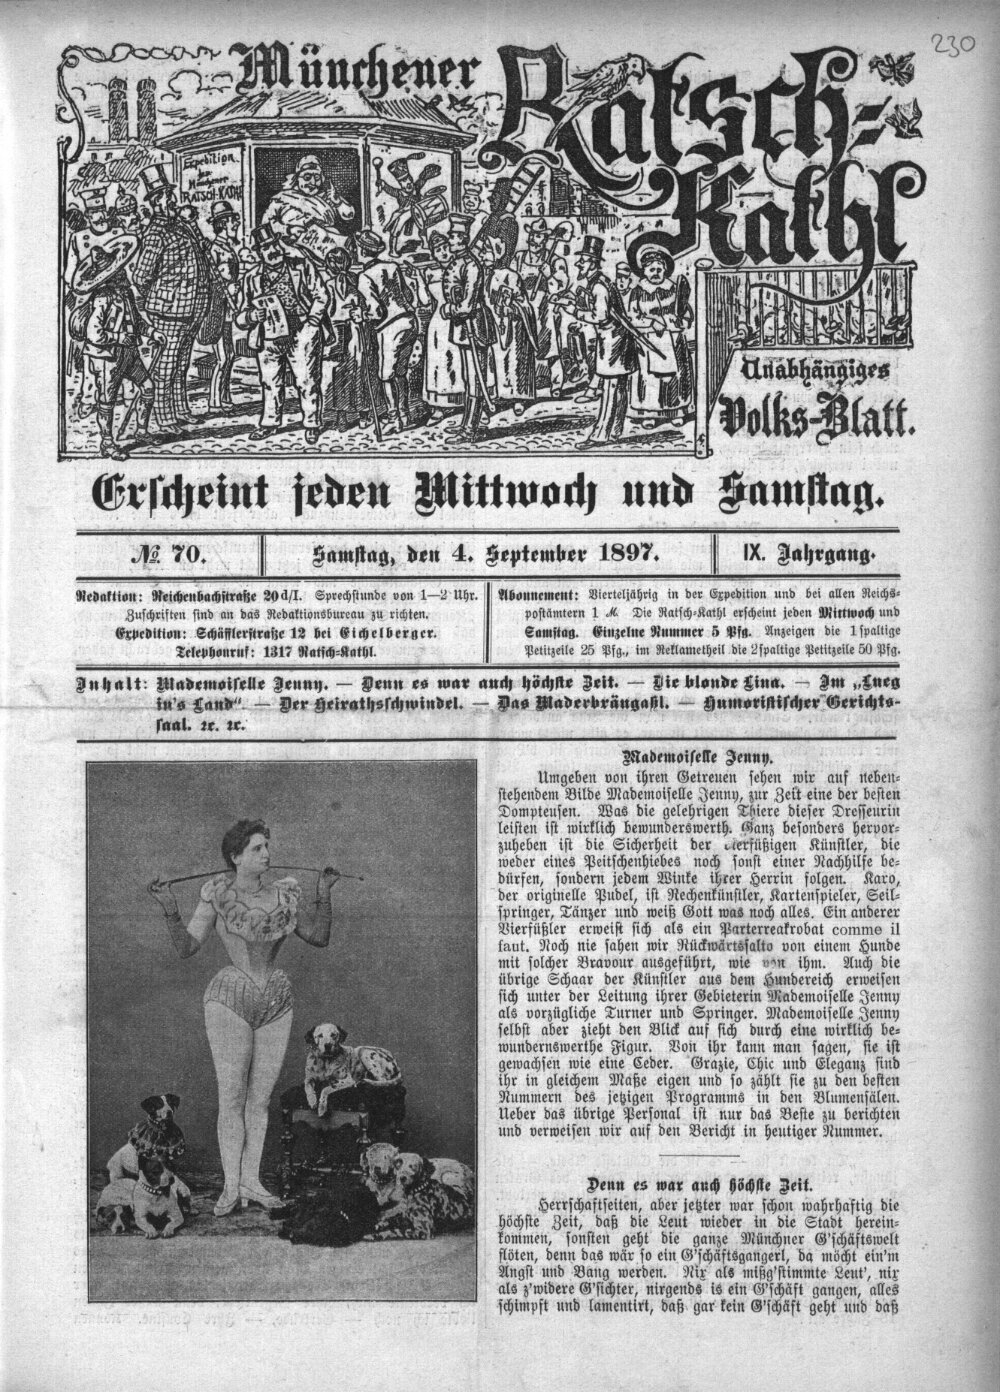 230
Münchener
Ratsch-
Kathl
Expedition
der
Münchener
RATSCH-KATHL
Unabhängiges
Volks-Blatt.
Erscheint jeden Mittwoch und Samstag.
№ 70.
Samstag, den 4. September 1897.
IX. Jahrgang.
Redaktion: Reichenbachstraße 20d/I. Sprechstunde von 1—2 Uhr.
Zuschriften sind an das Redaktionsbureau zu richten.
Expedition: Schäfflerstraße 12 bei Eichelberger.
Telephonruf: 1317 Ratsch-Kathl.
Abonnement: Vierteljährig in der Expedition und bei allen Reichs-
postämtern 1 ℳ. Die Ratsch-Kathl erscheint jeden Mittwoch und
Samstag. Einzelne Nummer 5 Pfg. Anzeigen die 1spaltige
Petitzeile 25 Pfg., im Reklametheil die 2spaltige Petitzeile 50 Pfg.
Inhalt: Mademoiselle Jenny. — Denn es war auch höchste Zeit. — Die blonde Lina. — Im „Lueg
in's Land“. — Der Heirathsschwindel. — Das Maderbräugaßl. — Humoristischer Gerichts-
saal. ꝛc. ꝛc.
Mademoiselle Jenny.
Umgeben von ihren Getreuen sehen wir auf neben-
stehendem Bilde Mademoiselle Jenny, zur Zeit eine der besten
Dompteusen. Was die gelehrigen Thiere dieser Dresseurin
leisten ist wirklich bewunderswerth. Ganz besonders hervor-
zuheben ist die Sicherheit der vierfüßigen Künstler, die
weder eines Peitschenhiebes noch sonst einer Nachhilfe be-
dürfen, sondern jedem Winke ihrer Herrin folgen. Karo,
der originelle Pudel, ist Rechenkünstler, Kartenspieler, Seil-
springer, Tänzer und weiß Gott was noch alles. Ein anderer
Vierfüßler erweist sich als ein Parterreakrobat comme il
faut. Noch nie sahen wir Rückwärtssalto von einem Hunde
mit solcher Bravour ausgeführt, wie von ihm. Auch die
übrige Schaar der Künstler aus dem Hundereich erweisen
sich unter der Leitung ihrer Gebieterin Mademoiselle Jenny
als vorzügliche Turner und Springer. Mademoiselle Jenny
selbst aber zieht den Blick auf sich durch eine wirklich be-
wundernswerthe Figur. Von ihr kann man sagen, sie ist
gewachsen wie eine Ceder. Grazie, Chic und Eleganz sind
ihr in gleichem Maße eigen und so zählt sie zu den besten
Nummern des jetzigen Programms in den Blumensälen.
Ueber das übrige Personal ist nur das Beste zu berichten
und verweisen wir auf den Bericht in heutiger Nummer.
Denn es war auch höchste Zeit.
Herrschaftseiten, aber jetzter war schon wahrhaftig die
höchste Zeit, daß die Leut wieder in die Stadt herein-
kommen, sonsten geht die ganze Münchner G'schäftswelt
flöten, denn das wär so ein G'schäftsgangerl, da möcht ein'm
Angst und Bang werden. Nix als mißg'stimmte Leut', nix
als z'widere G'sichter, nirgends is ein G'schäft gangen, alles
schimpft und lamentirt, daß gar kein G'schäft geht und daß